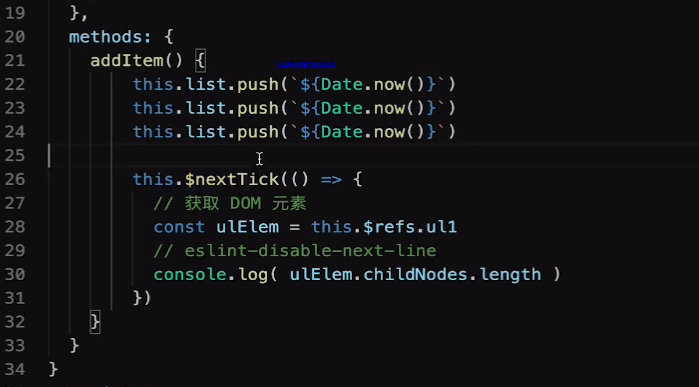 19 },
20 methods: {
21 addItem() {
22 this.list.push(`${Date.now()}`)
23 this.list.push(`${Date.now()}`)
24 this.list.push(`${Date.now()}`)
25
26 this.$nextTick(() => {
27 // 获取 DOM 元素
28 const ulElem = this.$refs.ul1
29 // eslint-disable-next-line
30 console.log( ulElem.childNodes.length )
31 })
32 }
33 }
34 }